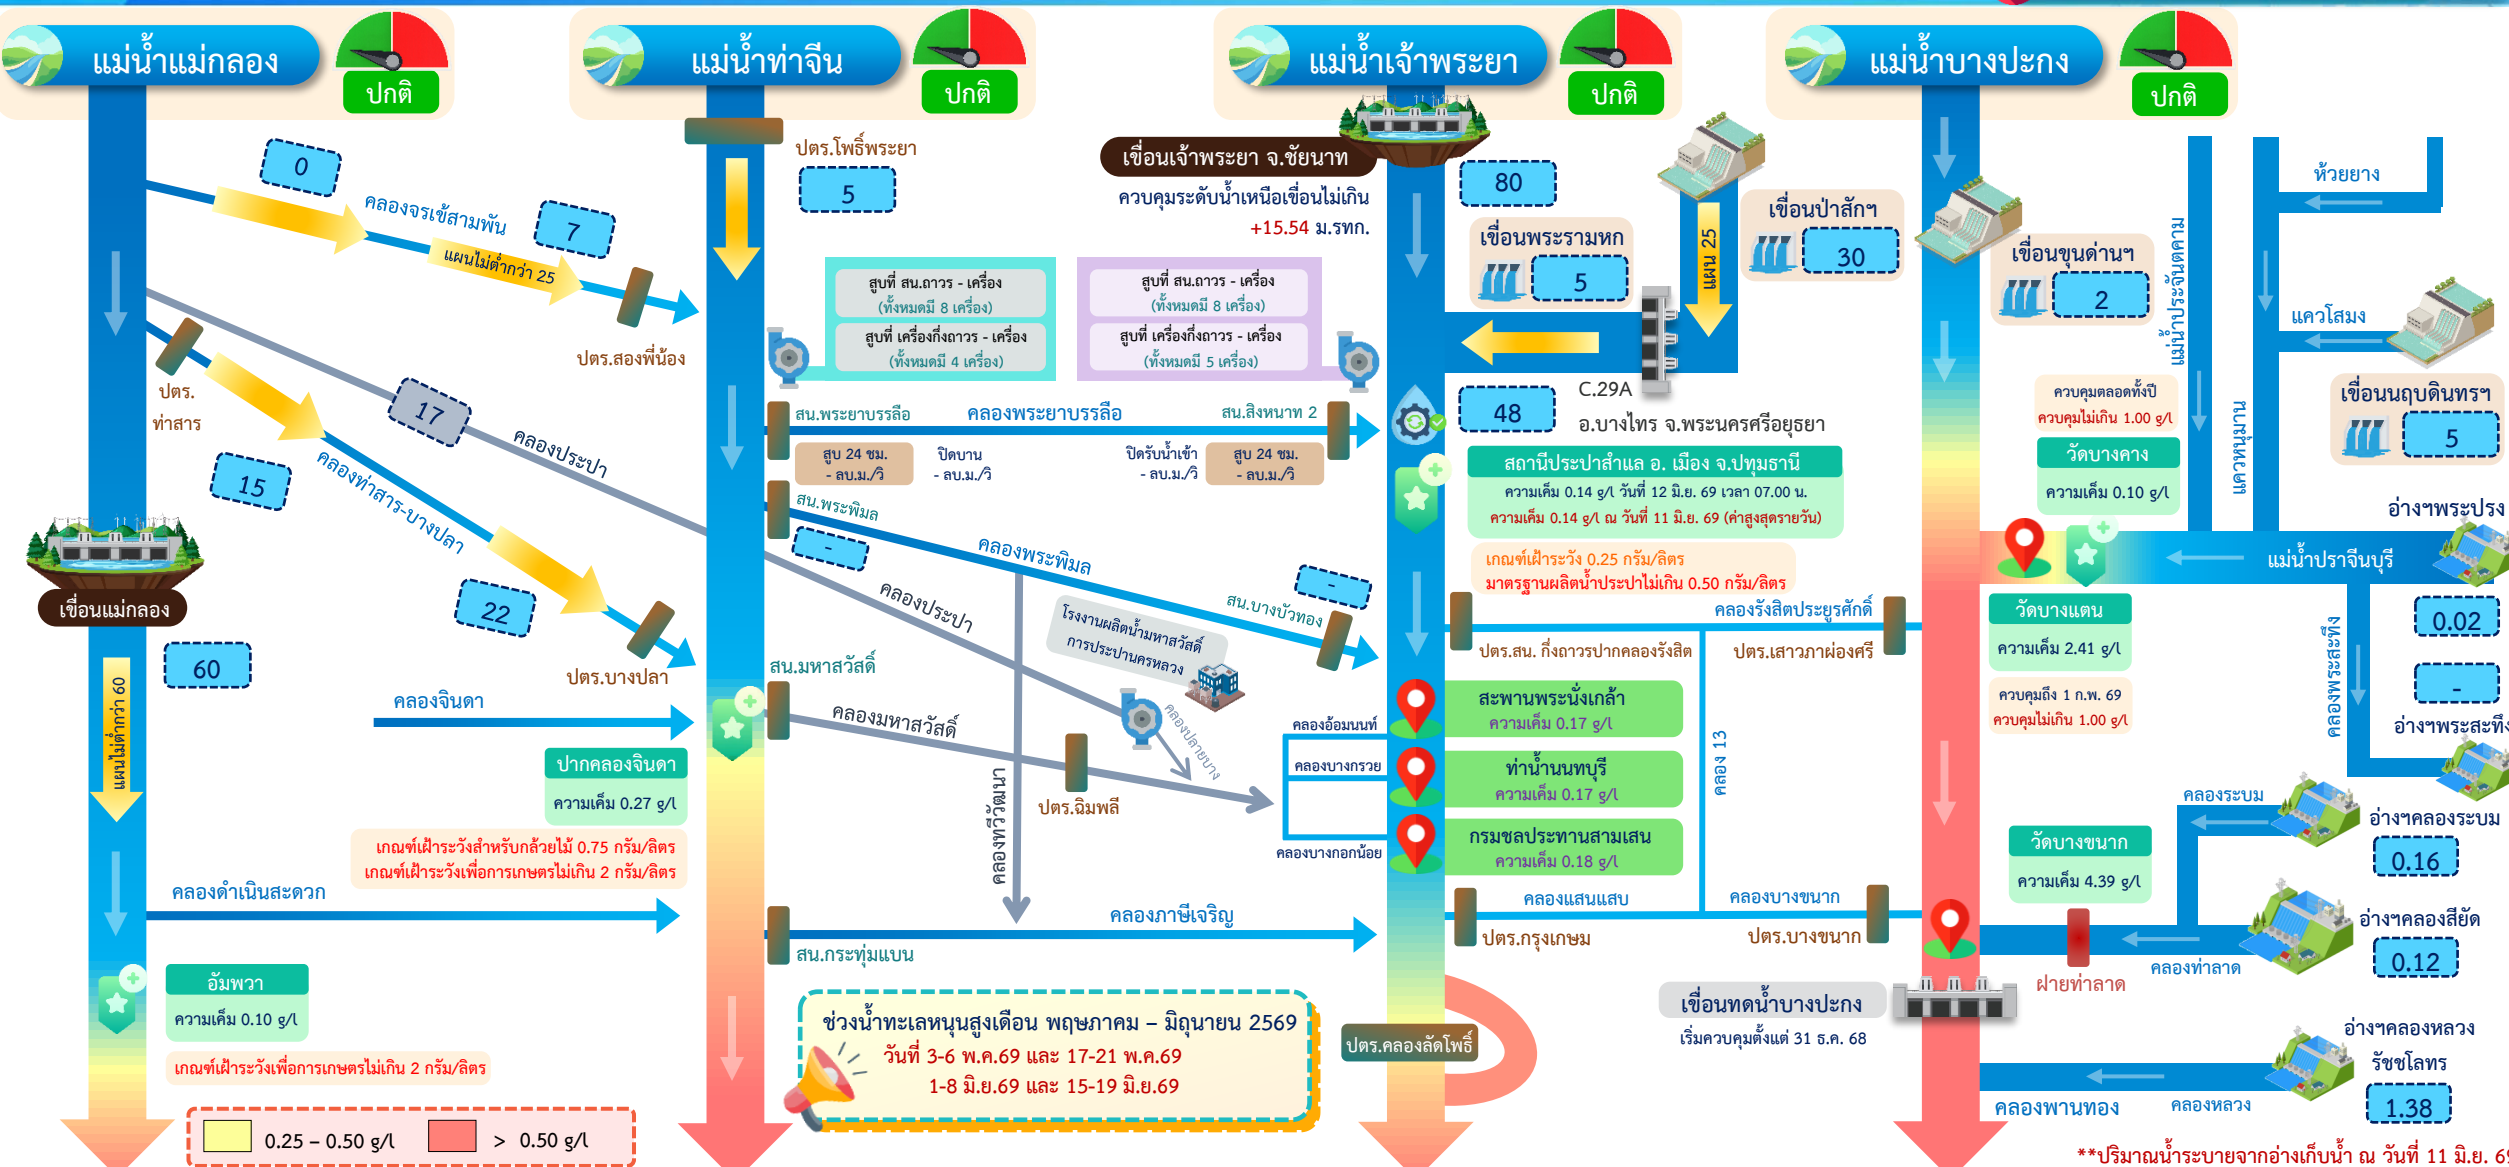 แม่น้ำแม่กลอง
ปกติ
แม่น้ำท่าจีน
ปกติ
แม่น้ำเจ้าพระยา
ปกติ
แม่น้ำบางปะกง
ปกติ
0
คลองจรเข้สามพัน
7
แผนไม่ต่ำกว่า 25
ปตร.สองพี่น้อง
ปตร.
ท่าสาร
15
คลองท่าสาร-บางปลา
22
ปตร.บางปลา
17
คลองประปา
เขื่อนแม่กลอง
60
แผนไม่ต่ำกว่า 60
คลองจินดา
ปากคลองจินดา
ความเค็ม 0.27 g/l
เกณฑ์เฝ้าระวังสำหรับกล้วยไม้ 0.75 กรัม/ลิตร
เกณฑ์เฝ้าระวังเพื่อการเกษตรไม่เกิน 2 กรัม/ลิตร
คลองดำเนินสะดวก
อัมพวา
ความเค็ม 0.10 g/l
เกณฑ์เฝ้าระวังเพื่อการเกษตรไม่เกิน 2 กรัม/ลิตร
0.25 – 0.50 g/l
> 0.50 g/l
ปตร.โพธิ์พระยา
5
เขื่อนเจ้าพระยา จ.ชัยนาท
ควบคุมระดับน้ำเหนือเขื่อนไม่เกิน
+15.54 ม.รทก.
80
สูบที่ สน.ถาวร - เครื่อง
(ทั้งหมดมี 8 เครื่อง)
สูบที่ เครื่องกึ่งถาวร - เครื่อง
(ทั้งหมดมี 4 เครื่อง)
สูบที่ สน.ถาวร - เครื่อง
(ทั้งหมดมี 8 เครื่อง)
สูบที่ เครื่องกึ่งถาวร - เครื่อง
(ทั้งหมดมี 5 เครื่อง)
สน.พระยาบรรลือ
คลองพระยาบรรลือ
สน.สิงหนาท 2
สูบ 24 ชม.
- ลบ.ม./วิ
ปิดบาน
- ลบ.ม./วิ
ปิดรับน้ำเข้า
- ลบ.ม./วิ
สูบ 24 ชม.
- ลบ.ม./วิ
สน.พระพิมล
-
คลองพระพิมล
-
สน.บางบัวทอง
คลองประปา
โรงงานผลิตน้ำมหาสวัสดิ์
การประปานครหลวง
สน.มหาสวัสดิ์
คลองมหาสวัสดิ์
คลองปลายบาง
ปตร.ฉิมพลี
คลองทวีวัฒนา
คลองอ้อมนนท์
คลองบางกรวย
คลองบางกอกน้อย
คลองภาษีเจริญ
สน.กระทุ่มแบน
ช่วงน้ำทะเลหนุนสูงเดือน พฤษภาคม – มิถุนายน 2569
วันที่ 3-6 พ.ค.69 และ 17-21 พ.ค.69
1-8 มิ.ย.69 และ 15-19 มิ.ย.69
ปตร.คลองลัดโพธิ์
เขื่อนพระรามหก
5
แผน 25
เขื่อนป่าสักฯ
30
48
C.29A
อ.บางไทร จ.พระนครศรีอยุธยา
สถานีประปาสำแล อ. เมือง จ.ปทุมธานี
ความเค็ม 0.14 g/l วันที่ 12 มิ.ย. 69 เวลา 07.00 น.
ความเค็ม 0.14 g/l ณ วันที่ 11 มิ.ย. 69 (ค่าสูงสุดรายวัน)
เกณฑ์เฝ้าระวัง 0.25 กรัม/ลิตร
มาตรฐานผลิตน้ำประปาไม่เกิน 0.50 กรัม/ลิตร
คลองรังสิตประยูรศักดิ์
ปตร.สน. กึ่งถาวรปากคลองรังสิต
ปตร.เสาวภาผ่องศรี
สะพานพระนั่งเกล้า
ความเค็ม 0.17 g/l
ท่าน้ำนนทบุรี
ความเค็ม 0.17 g/l
กรมชลประทานสามเสน
ความเค็ม 0.18 g/l
คลอง 13
คลองแสนแสบ
คลองบางขนาก
ปตร.กรุงเกษม
ปตร.บางขนาก
เขื่อนทดน้ำบางปะกง
เริ่มควบคุมตั้งแต่ 31 ธ.ค. 68
เขื่อนขุนด่านฯ
2
แม่น้ำประจันตคาม
ห้วยยาง
แควโสมง
แควหนุมาน
เขื่อนนฤบดินทรฯ
5
ควบคุมตลอดทั้งปี
ควบคุมไม่เกิน 1.00 g/l
วัดบางคาง
ความเค็ม 0.10 g/l
อ่างฯพระปรง
แม่น้ำปราจีนบุรี
0.02
-
อ่างฯพระสะทึง
คลองพระสะทึง
วัดบางแตน
ความเค็ม 2.41 g/l
ควบคุมถึง 1 ก.พ. 69
ควบคุมไม่เกิน 1.00 g/l
คลองระบม
อ่างฯคลองระบม
0.16
วัดบางขนาก
ความเค็ม 4.39 g/l
อ่างฯคลองสียัด
0.12
คลองท่าลาด
ฝายท่าลาด
อ่างฯคลองหลวง
รัชชโลทร
1.38
คลองพานทอง
คลองหลวง
**ปริมาณน้ำระบายจากอ่างเก็บน้ำ ณ วันที่ 11 มิ.ย. 69